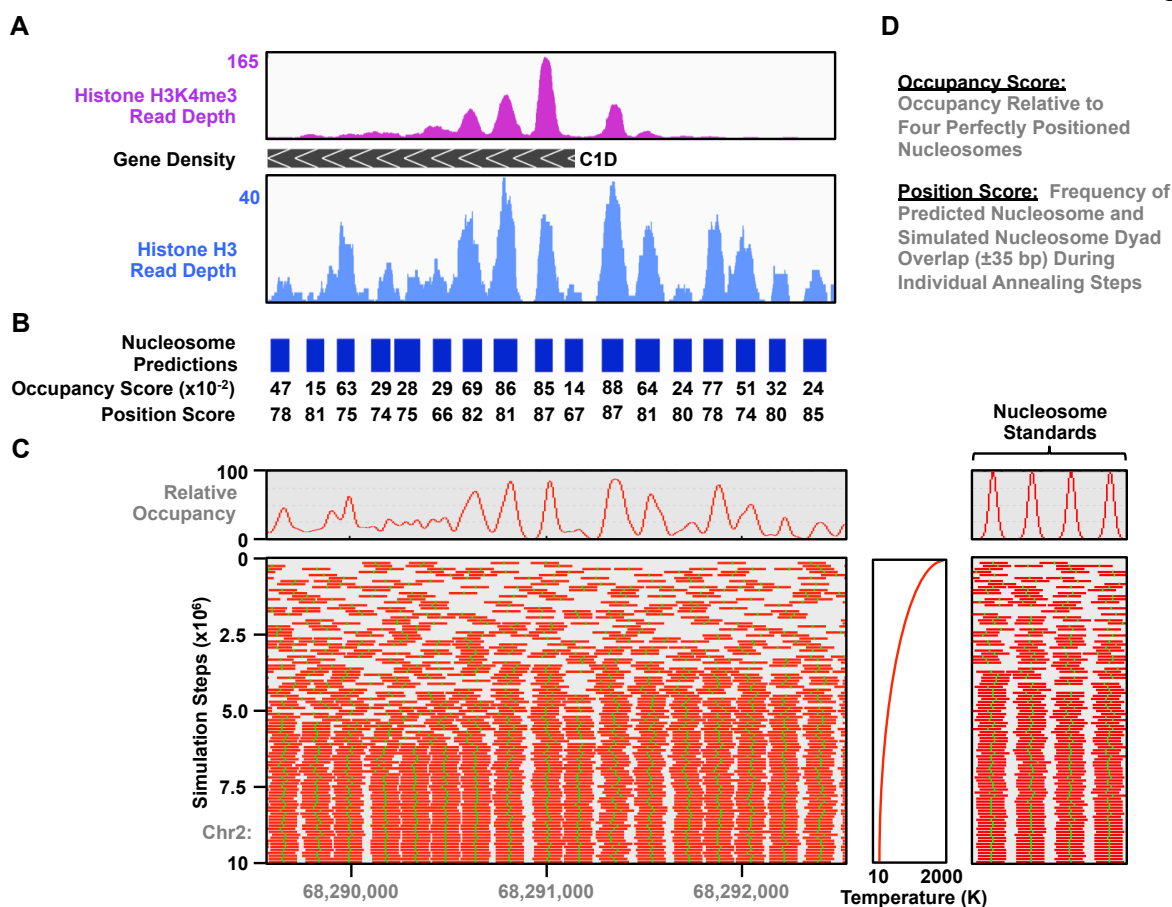 A
165
Histone H3K4me3
Read Depth
Gene Density
C1D
40
Histone H3
Read Depth
B
Nucleosome
Predictions
Occupancy Score (x10-2) 47 15 63 29 28 29 69 86 85 14 88 64 24 77 51 32 24
Position Score 78 81 75 74 75 66 82 81 87 67 87 81 80 78 74 80 85
C
100
Relative
Occupancy
0
Nucleosome
Standards
Simulation Steps (x10⁶)
0
2.5
5.0
7.5
10
Chr2:
68,290,000 68,291,000 68,292,000
10 2000
Temperature (K)
D
Occupancy Score:
Occupancy Relative to
Four Perfectly Positioned
Nucleosomes
Position Score: Frequency of
Predicted Nucleosome and
Simulated Nucleosome Dyad
Overlap (±35 bp) During
Individual Annealing Steps